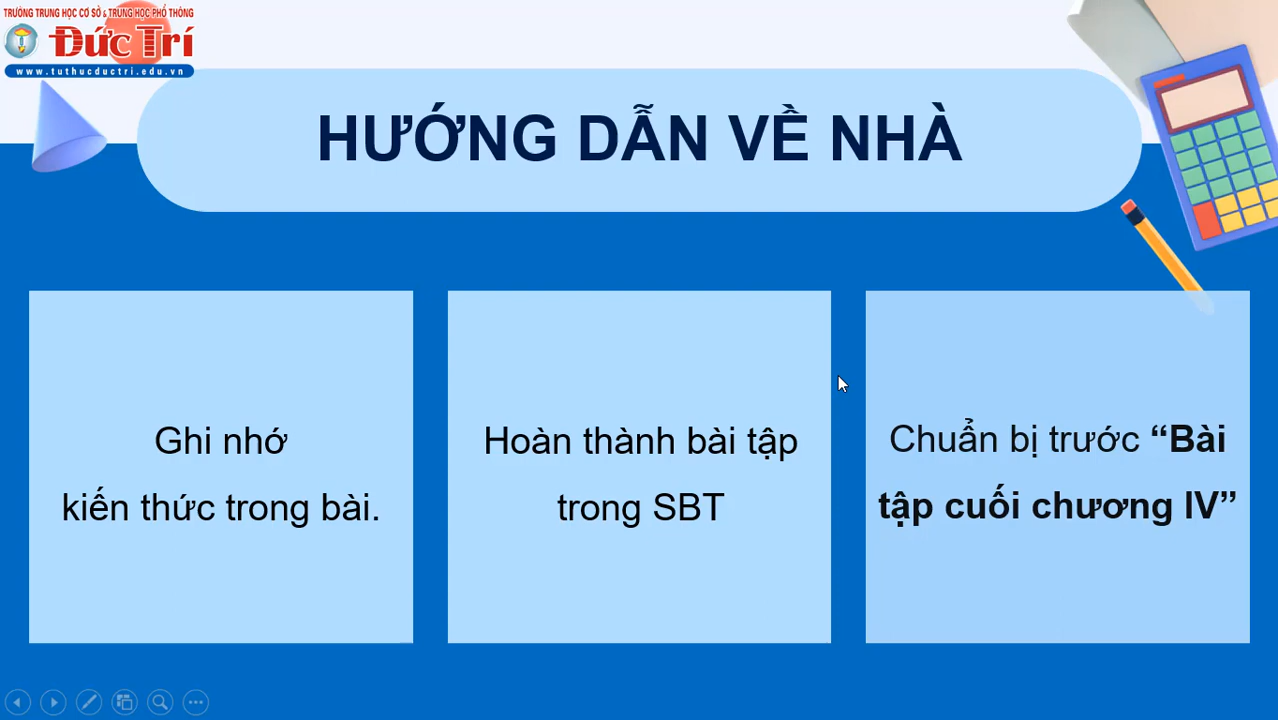 TRƯỜNG TRUNG HỌC CƠ SỞ & TRUNG HỌC PHỔ THÔNG
Đức Trí
www.tuthucductri.edu.vn
HƯỚNG DẪN VỀ NHÀ
Ghi nhớ
kiến thức trong bài.
Hoàn thành bài tập
trong SBT
Chuẩn bị trước “Bài
tập cuối chương IV”